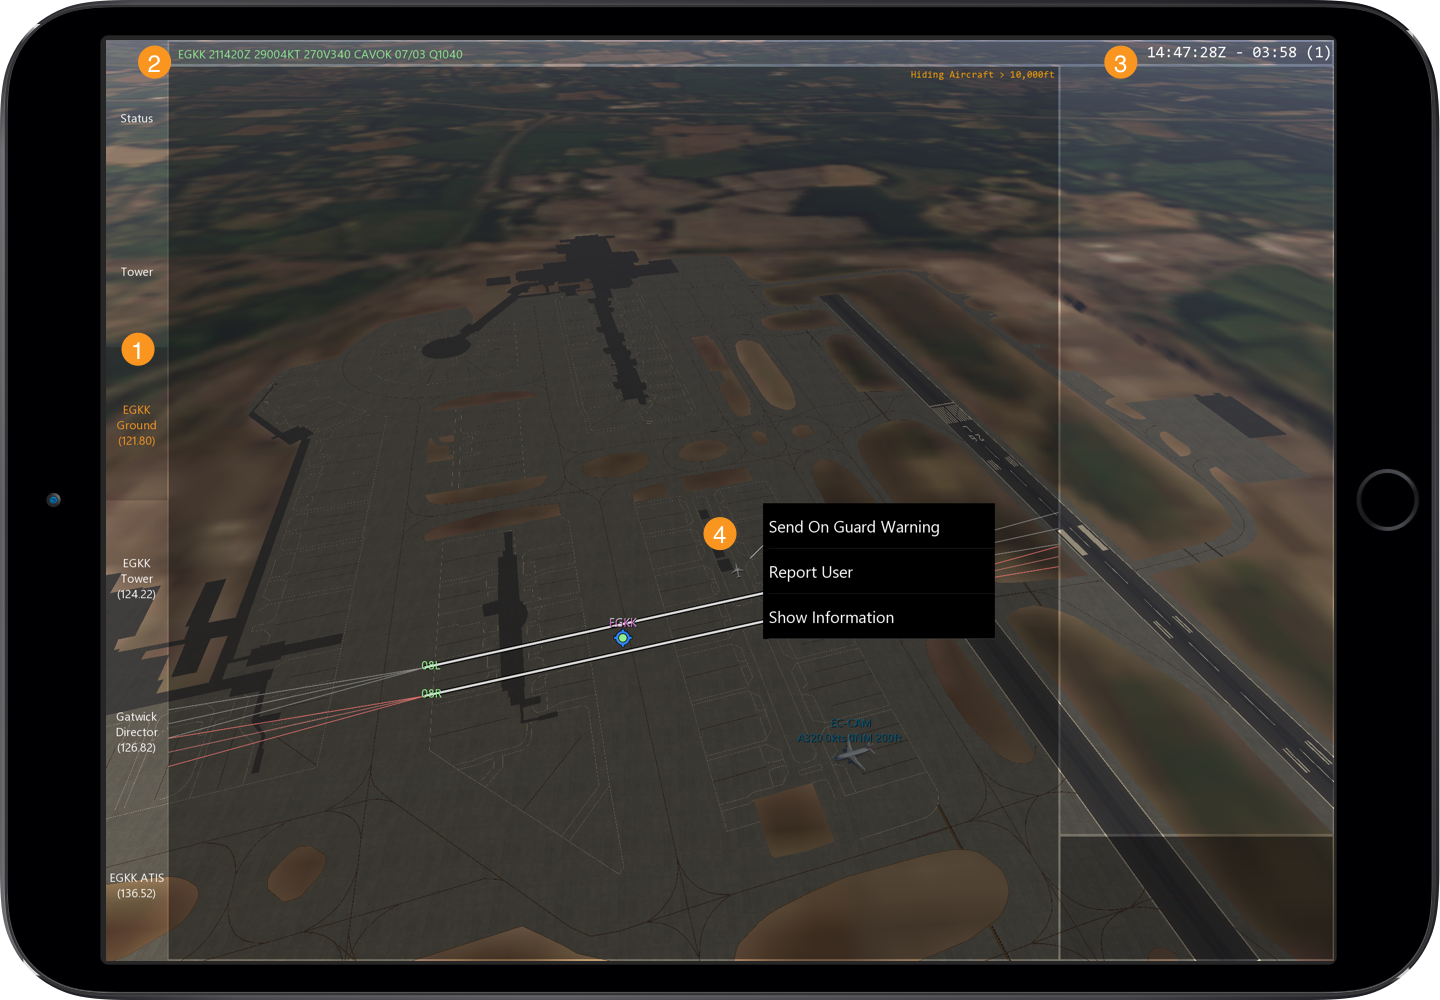 2
EGKK 211420Z 29004KT 270V340 CAVOK 07/03 Q1040
3
14:47:28Z - 03:58 (1)
Hiding Aircraft > 10,000ft
Status
Tower
1
EGKK
Ground
(121.80)
4
Send On Guard Warning
Report User
Show Information
EGKK
Tower
(124.22)
EGKK
08L
08R
Gatwick
Director
(126.82)
EC-CAM
A320 0kts 0NM 200ft
EGKK ATIS
(136.52)